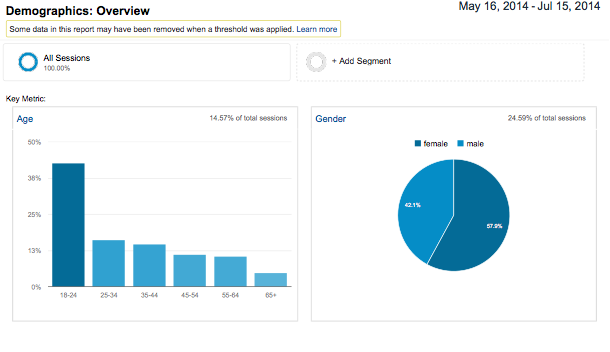 Demographics: Overview
May 16, 2014 - Jul 15, 2014
Some data in this report may have been removed when a threshold was applied. Learn more
All Sessions
100.00%
+ Add Segment
Key Metric:
Age
14.57% of total sessions
50%
38%
25%
13%
0%
18-24
25-34
35-44
45-54
55-64
65+
Gender
24.59% of total sessions
female
male
42.1%
57.9%